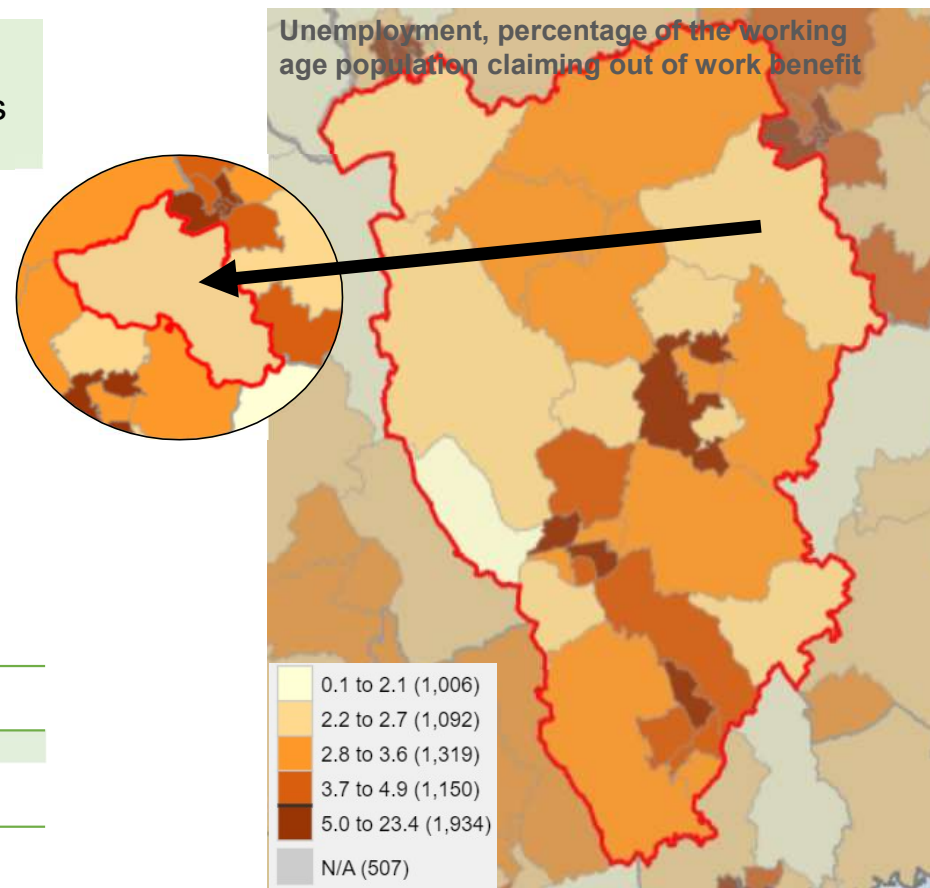 s
Unemployment, percentage of the working
age population claiming out of work benefit
0.1 to 2.1 (1,006)
2.2 to 2.7 (1,092)
2.8 to 3.6 (1,319)
3.7 to 4.9 (1,150)
5.0 to 23.4 (1,934)
N/A (507)